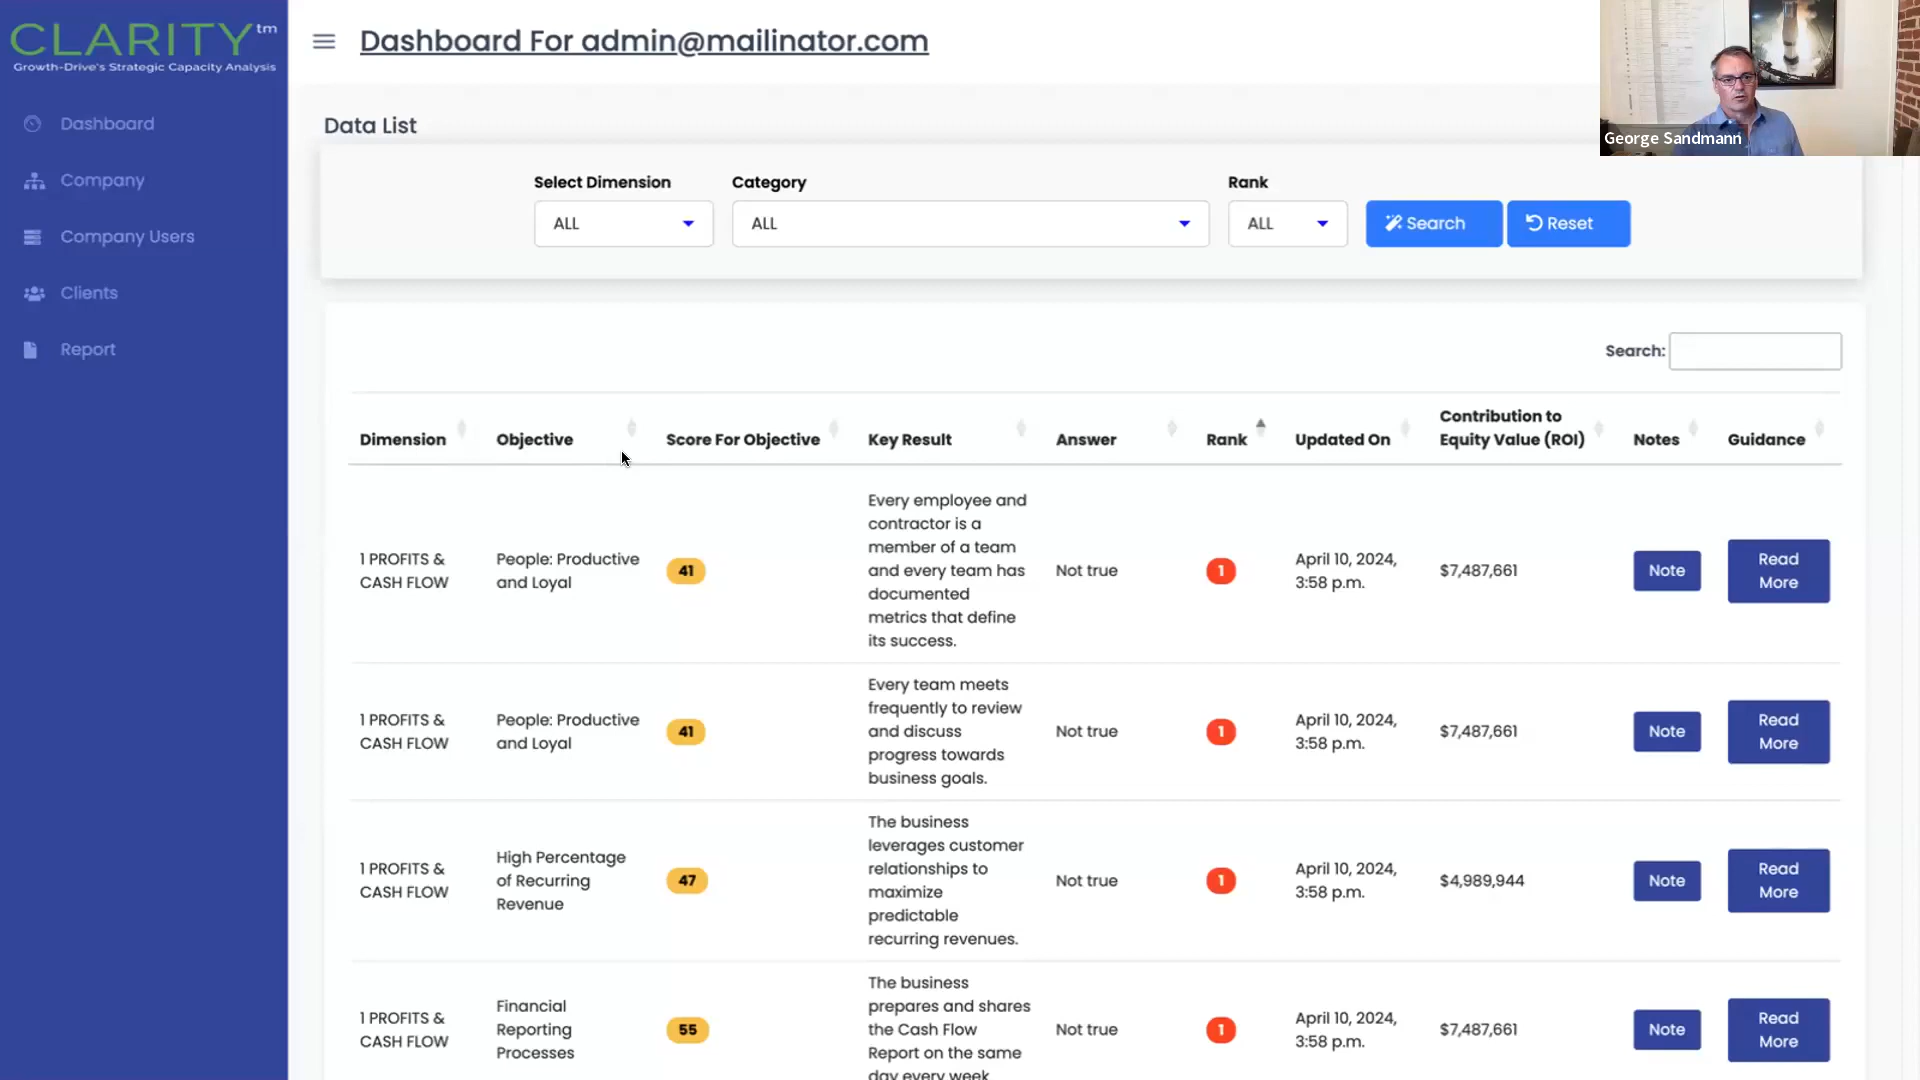 CLARITY™
Growth-Drive's Strategic Capacity Analysis
Dashboard
Company
Company Users
Clients
Report
Dashboard For admin@mailinator.com
George Sandmann
Data List
Select Dimension
Category
Rank
ALL
ALL
ALL
Search
Reset
Search:
Dimension
Objective
Score For Objective
Key Result
Answer
Rank
Updated On
Contribution to
Equity Value (ROI)
Notes
Guidance
1 PROFITS &
CASH FLOW
People: Productive
and Loyal
41
Every employee and
contractor is a
member of a team
and every team has
documented
metrics that define
its success.
Not true
1
April 10, 2024,
3:58 p.m.
$7,487,661
Note
Read
More
1 PROFITS &
CASH FLOW
People: Productive
and Loyal
41
Every team meets
frequently to review
and discuss
progress towards
business goals.
Not true
1
April 10, 2024,
3:58 p.m.
$7,487,661
Note
Read
More
1 PROFITS &
CASH FLOW
High Percentage
of Recurring
Revenue
47
The business
leverages customer
relationships to
maximize
predictable
recurring revenues.
Not true
1
April 10, 2024,
3:58 p.m.
$4,989,944
Note
Read
More
1 PROFITS &
CASH FLOW
Financial
Reporting
Processes
55
The business
prepares and shares
the Cash Flow
Report on the same
day every week
Not true
1
April 10, 2024,
3:58 p.m.
$7,487,661
Note
Read
More